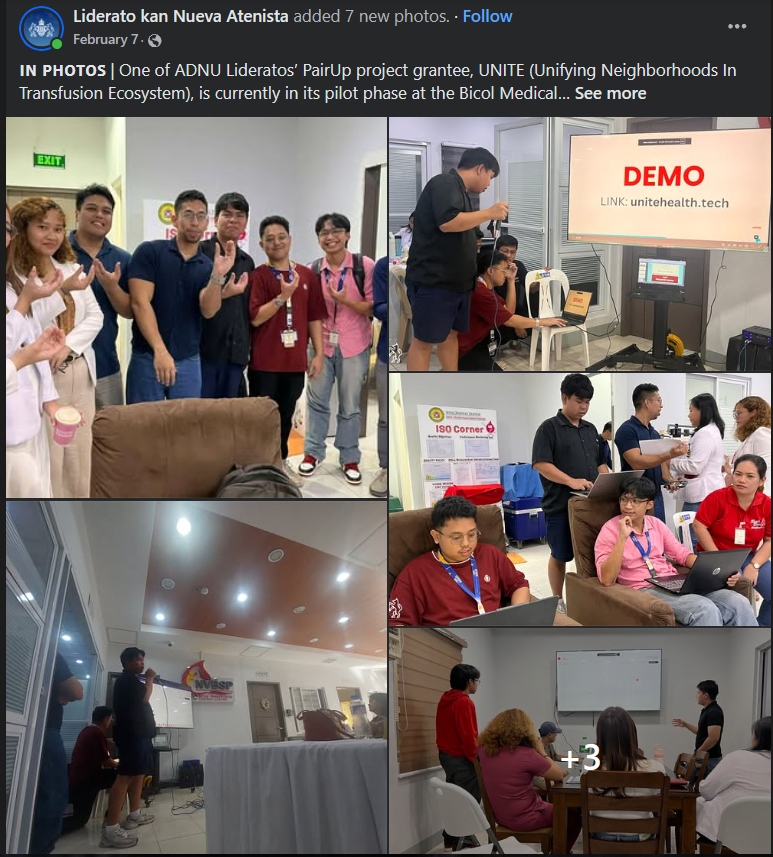 Liderato kan Nueva Atenista added 7 new photos. · Follow
February 7 ·
IN PHOTOS | One of ADNU Lideratos' PairUp project grantee, UNITE (Unifying Neighborhoods In
Transfusion Ecosystem), is currently in its pilot phase at the Bicol Medical... See more
EXIT
DEMO
LINK: unitehealth.tech
ISO Corner
NVBSP
+3